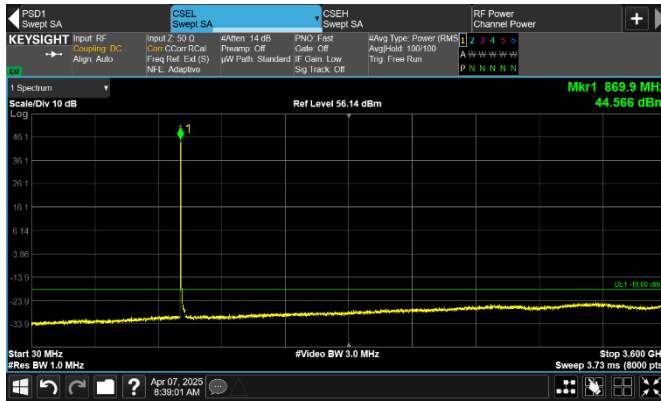 PSD1
Swept SA
CSEL
Swept SA
CSEH
Swept SA
RF Power
Channel Power
KEYSIGHT
Input: RF
Coupling: DC
Align: Auto
Input Z: 50 Ω
Corr CCorr RCal
Freq Ref: Ext (S)
NFE: Adaptive
#Atten: 14 dB
Preamp: Off
µW Path: Standard
PNO: Fast
Gate: Off
IF Gain: Low
Sig Track: Off
#Avg Type: Power (RMS
Avg|Hold: 100/100
Trig: Free Run
1 2 3 4 5 6
A W W W W W
P N N N N N
1 Spectrum
Scale/Div 10 dB
Log
Ref Level 56.14 dBm
Mkr1 869.9 MHz
44.566 dBm
1
46.1
36.1
26.1
16.1
6.14
-3.86
-13.9
-23.9
-33.9
DL1 -19.00 dBm
Start 30 MHz
#Res BW 1.0 MHz
#Video BW 3.0 MHz
Stop 3.600 GH
Sweep 3.73 ms (8000 pts
Apr 07, 2025
8:39:01 AM